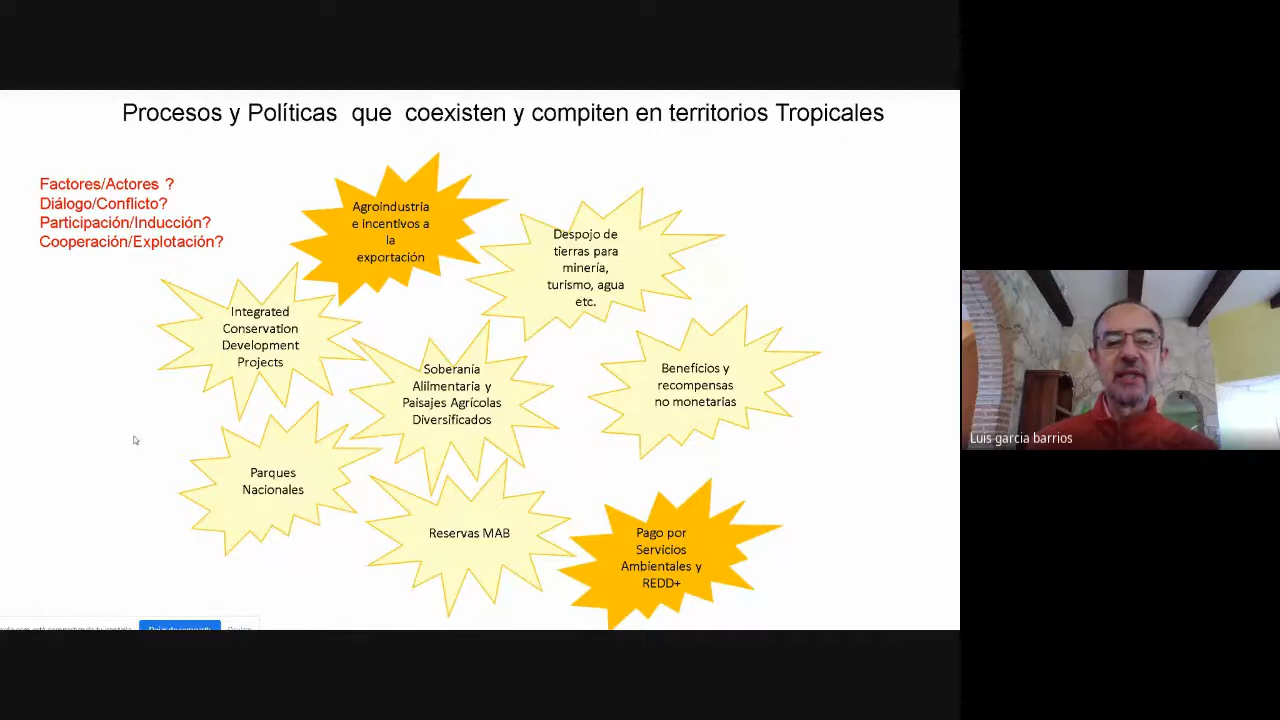 Procesos y Políticas que coexisten y compiten en territorios Tropicales
Factores/Actores ?
Diálogo/Conflicto?
Participación/Inducción?
Cooperación/Explotación?
Agroindustria
e incentivos a
la
exportación
Despojo de
tierras para
minería,
turismo, agua
etc.
Integrated
Conservation
Development
Projects
Soberanía
Alilmentaria y
Paisajes Agrícolas
Diversificados
Beneficios y
recompensas
no monetarias
Parques
Nacionales
Reservas MAB
Pago por
Servicios
Ambientales y
REDD+
Luis garcia barrios